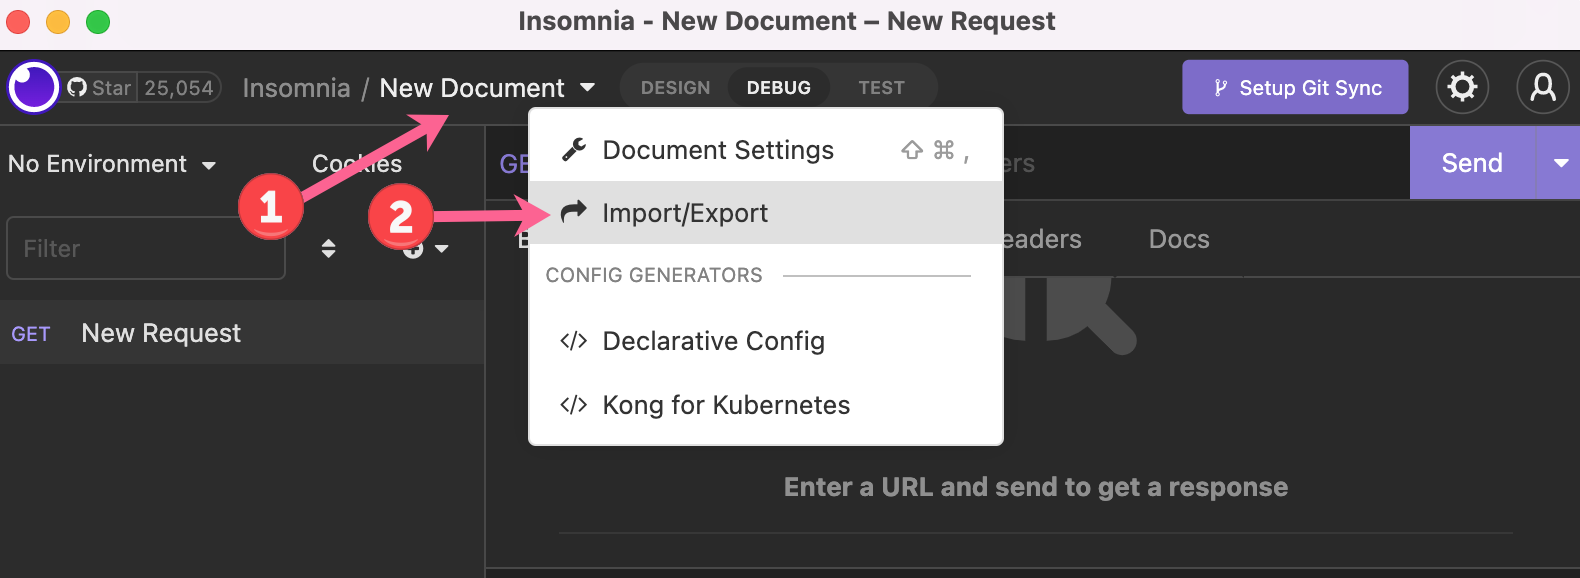 Insomnia - New Document – New Request
Star 25,054 Insomnia / New Document DESIGN DEBUG TEST Setup Git Sync
No Environment Cookies
Document Settings ⇧ ⌘ ,
Send
1
2
Import/Export
Filter
eaders Docs
CONFIG GENERATORS
GET New Request
</> Declarative Config
</> Kong for Kubernetes
Enter a URL and send to get a response